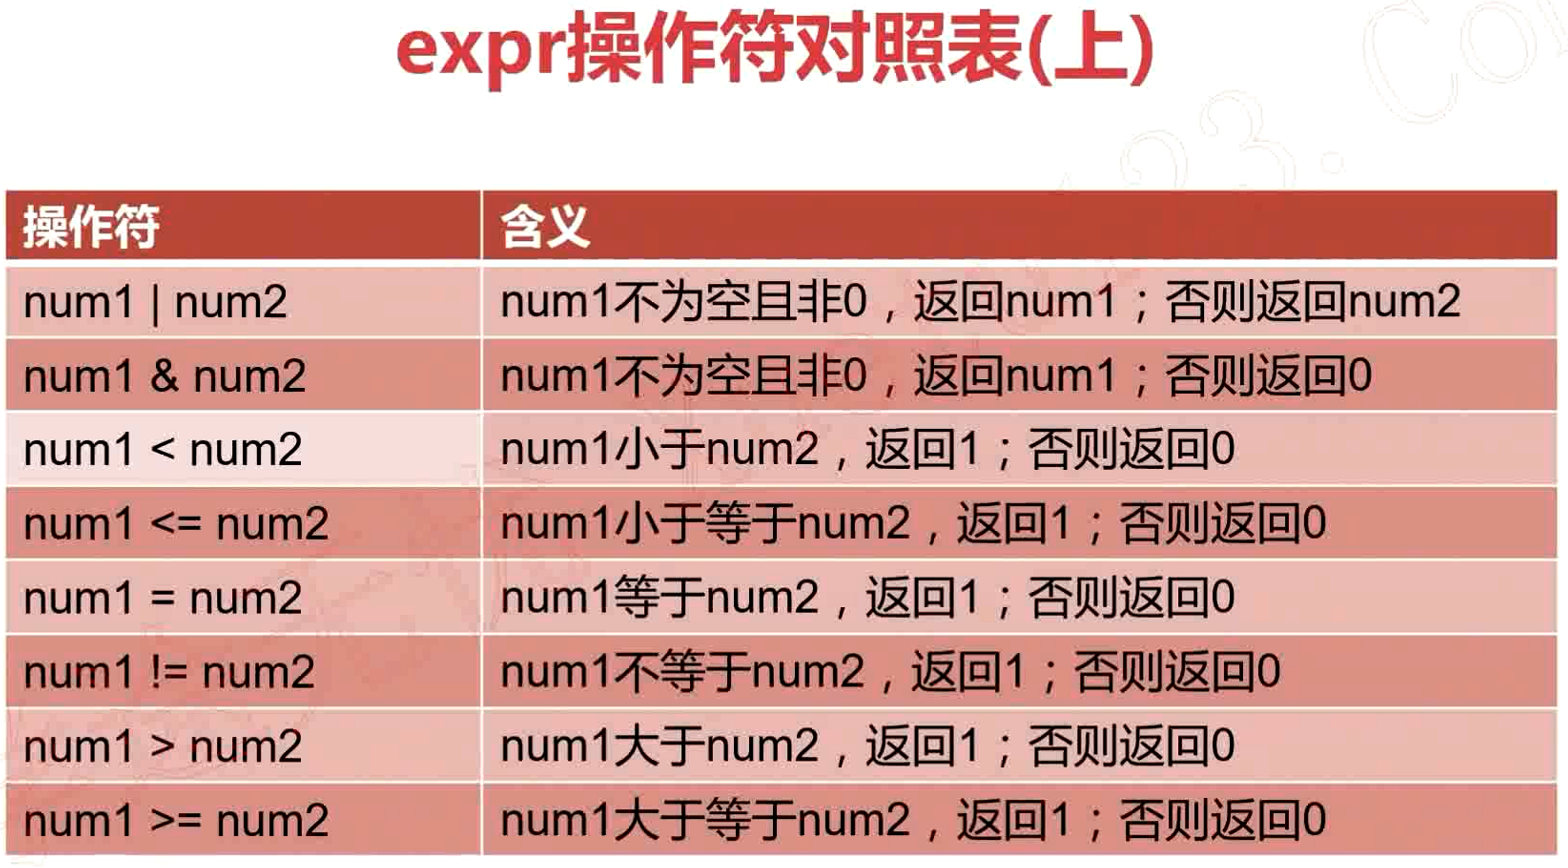 expr操作符对照表(上)
操作符 含义
num1 | num2 num1不为空且非0，返回num1；否则返回num2
num1 & num2 num1不为空且非0，返回num1；否则返回0
num1 < num2 num1小于num2，返回1；否则返回0
num1 <= num2 num1小于等于num2，返回1；否则返回0
num1 = num2 num1等于num2，返回1；否则返回0
num1 != num2 num1不等于num2，返回1；否则返回0
num1 > num2 num1大于num2，返回1；否则返回0
num1 >= num2 num1大于等于num2，返回1；否则返回0